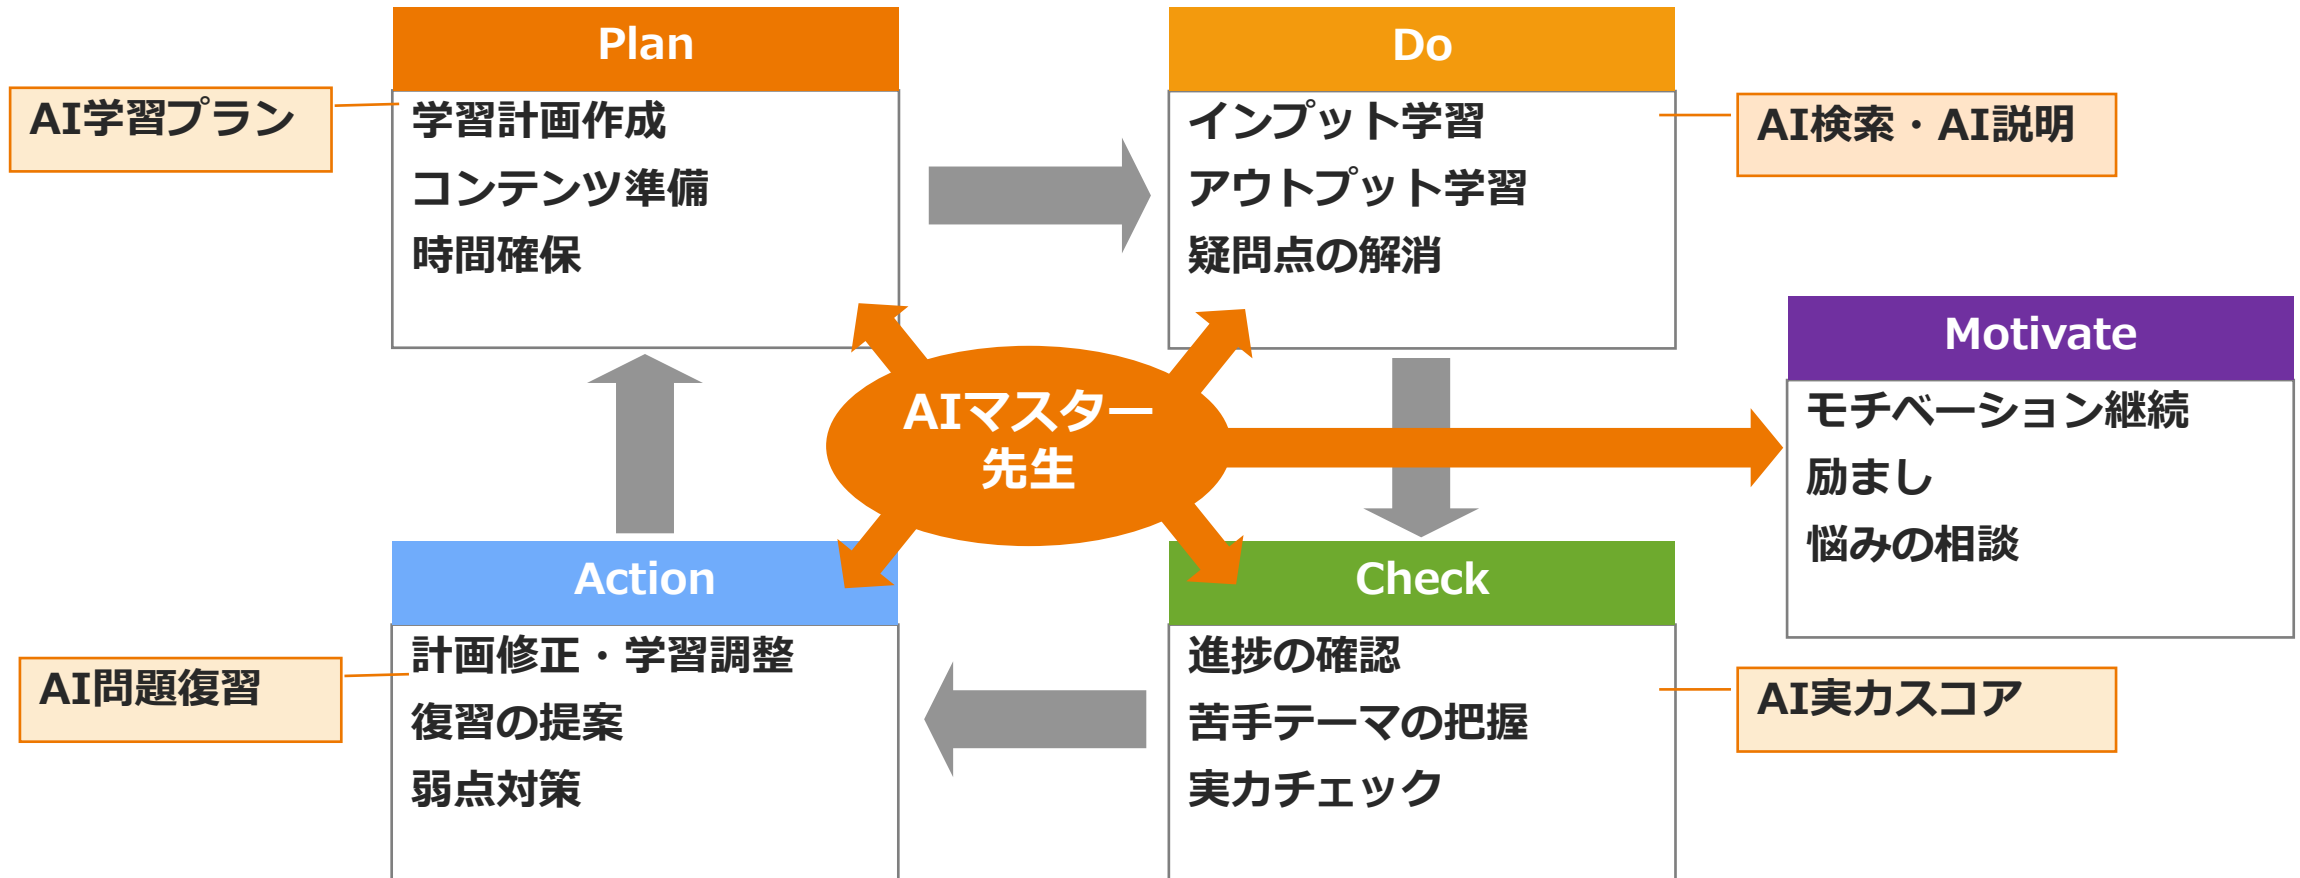 Plan
AI学習プラン
学習計画作成
コンテンツ準備
時間確保
Do
インプット学習
アウトプット学習
疑問点の解消
AI検索・AI説明
AIマスター
先生
Motivate
モチベーション継続
励まし
悩みの相談
Action
AI問題復習
計画修正・学習調整
復習の提案
弱点対策
Check
進捗の確認
苦手テーマの把握
実力チェック
AI実力スコア